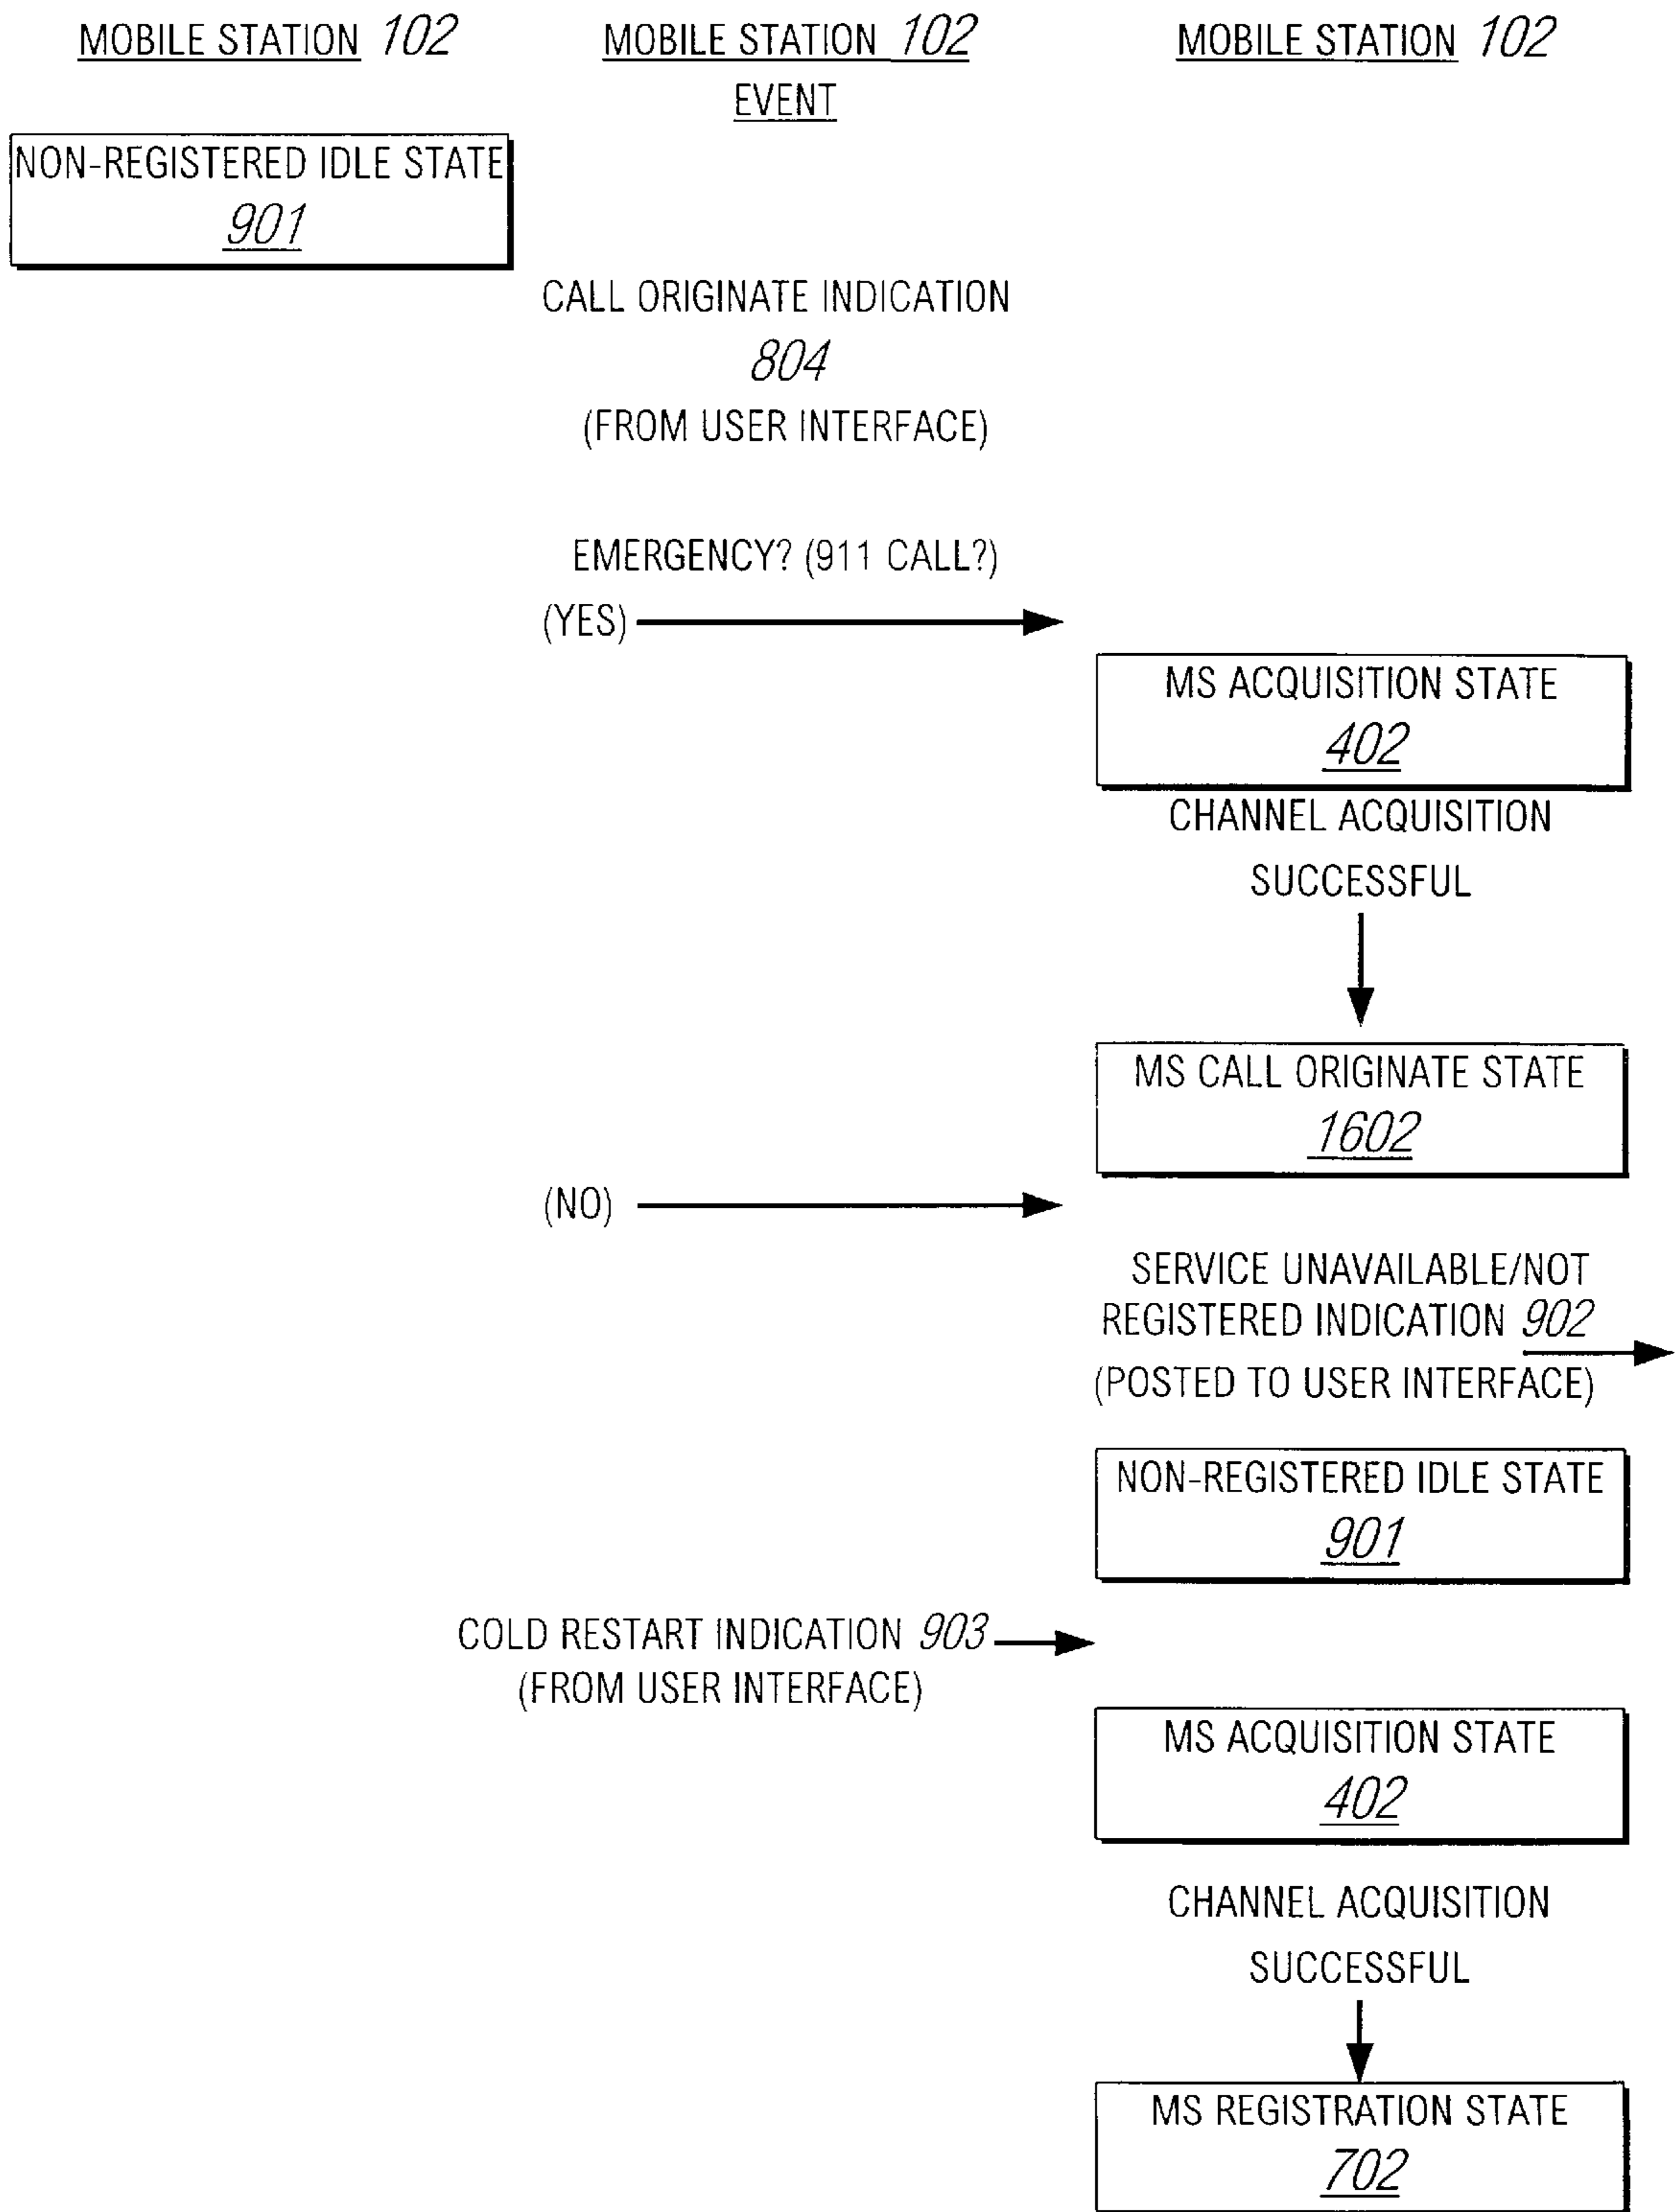 MOBILE STATION 102
MOBILE STATION 102
EVENT
MOBILE STATION 102
NON-REGISTERED IDLE STATE
901
CALL ORIGINATE INDICATION
804
(FROM USER INTERFACE)
EMERGENCY? (911 CALL?)
(YES)
MS ACQUISITION STATE
402
CHANNEL ACQUISITION
SUCCESSFUL
MS CALL ORIGINATE STATE
1602
(NO)
SERVICE UNAVAILABLE/NOT
REGISTERED INDICATION 902
(POSTED TO USER INTERFACE)
NON-REGISTERED IDLE STATE
901
COLD RESTART INDICATION 903
(FROM USER INTERFACE)
MS ACQUISITION STATE
402
CHANNEL ACQUISITION
SUCCESSFUL
MS REGISTRATION STATE
702